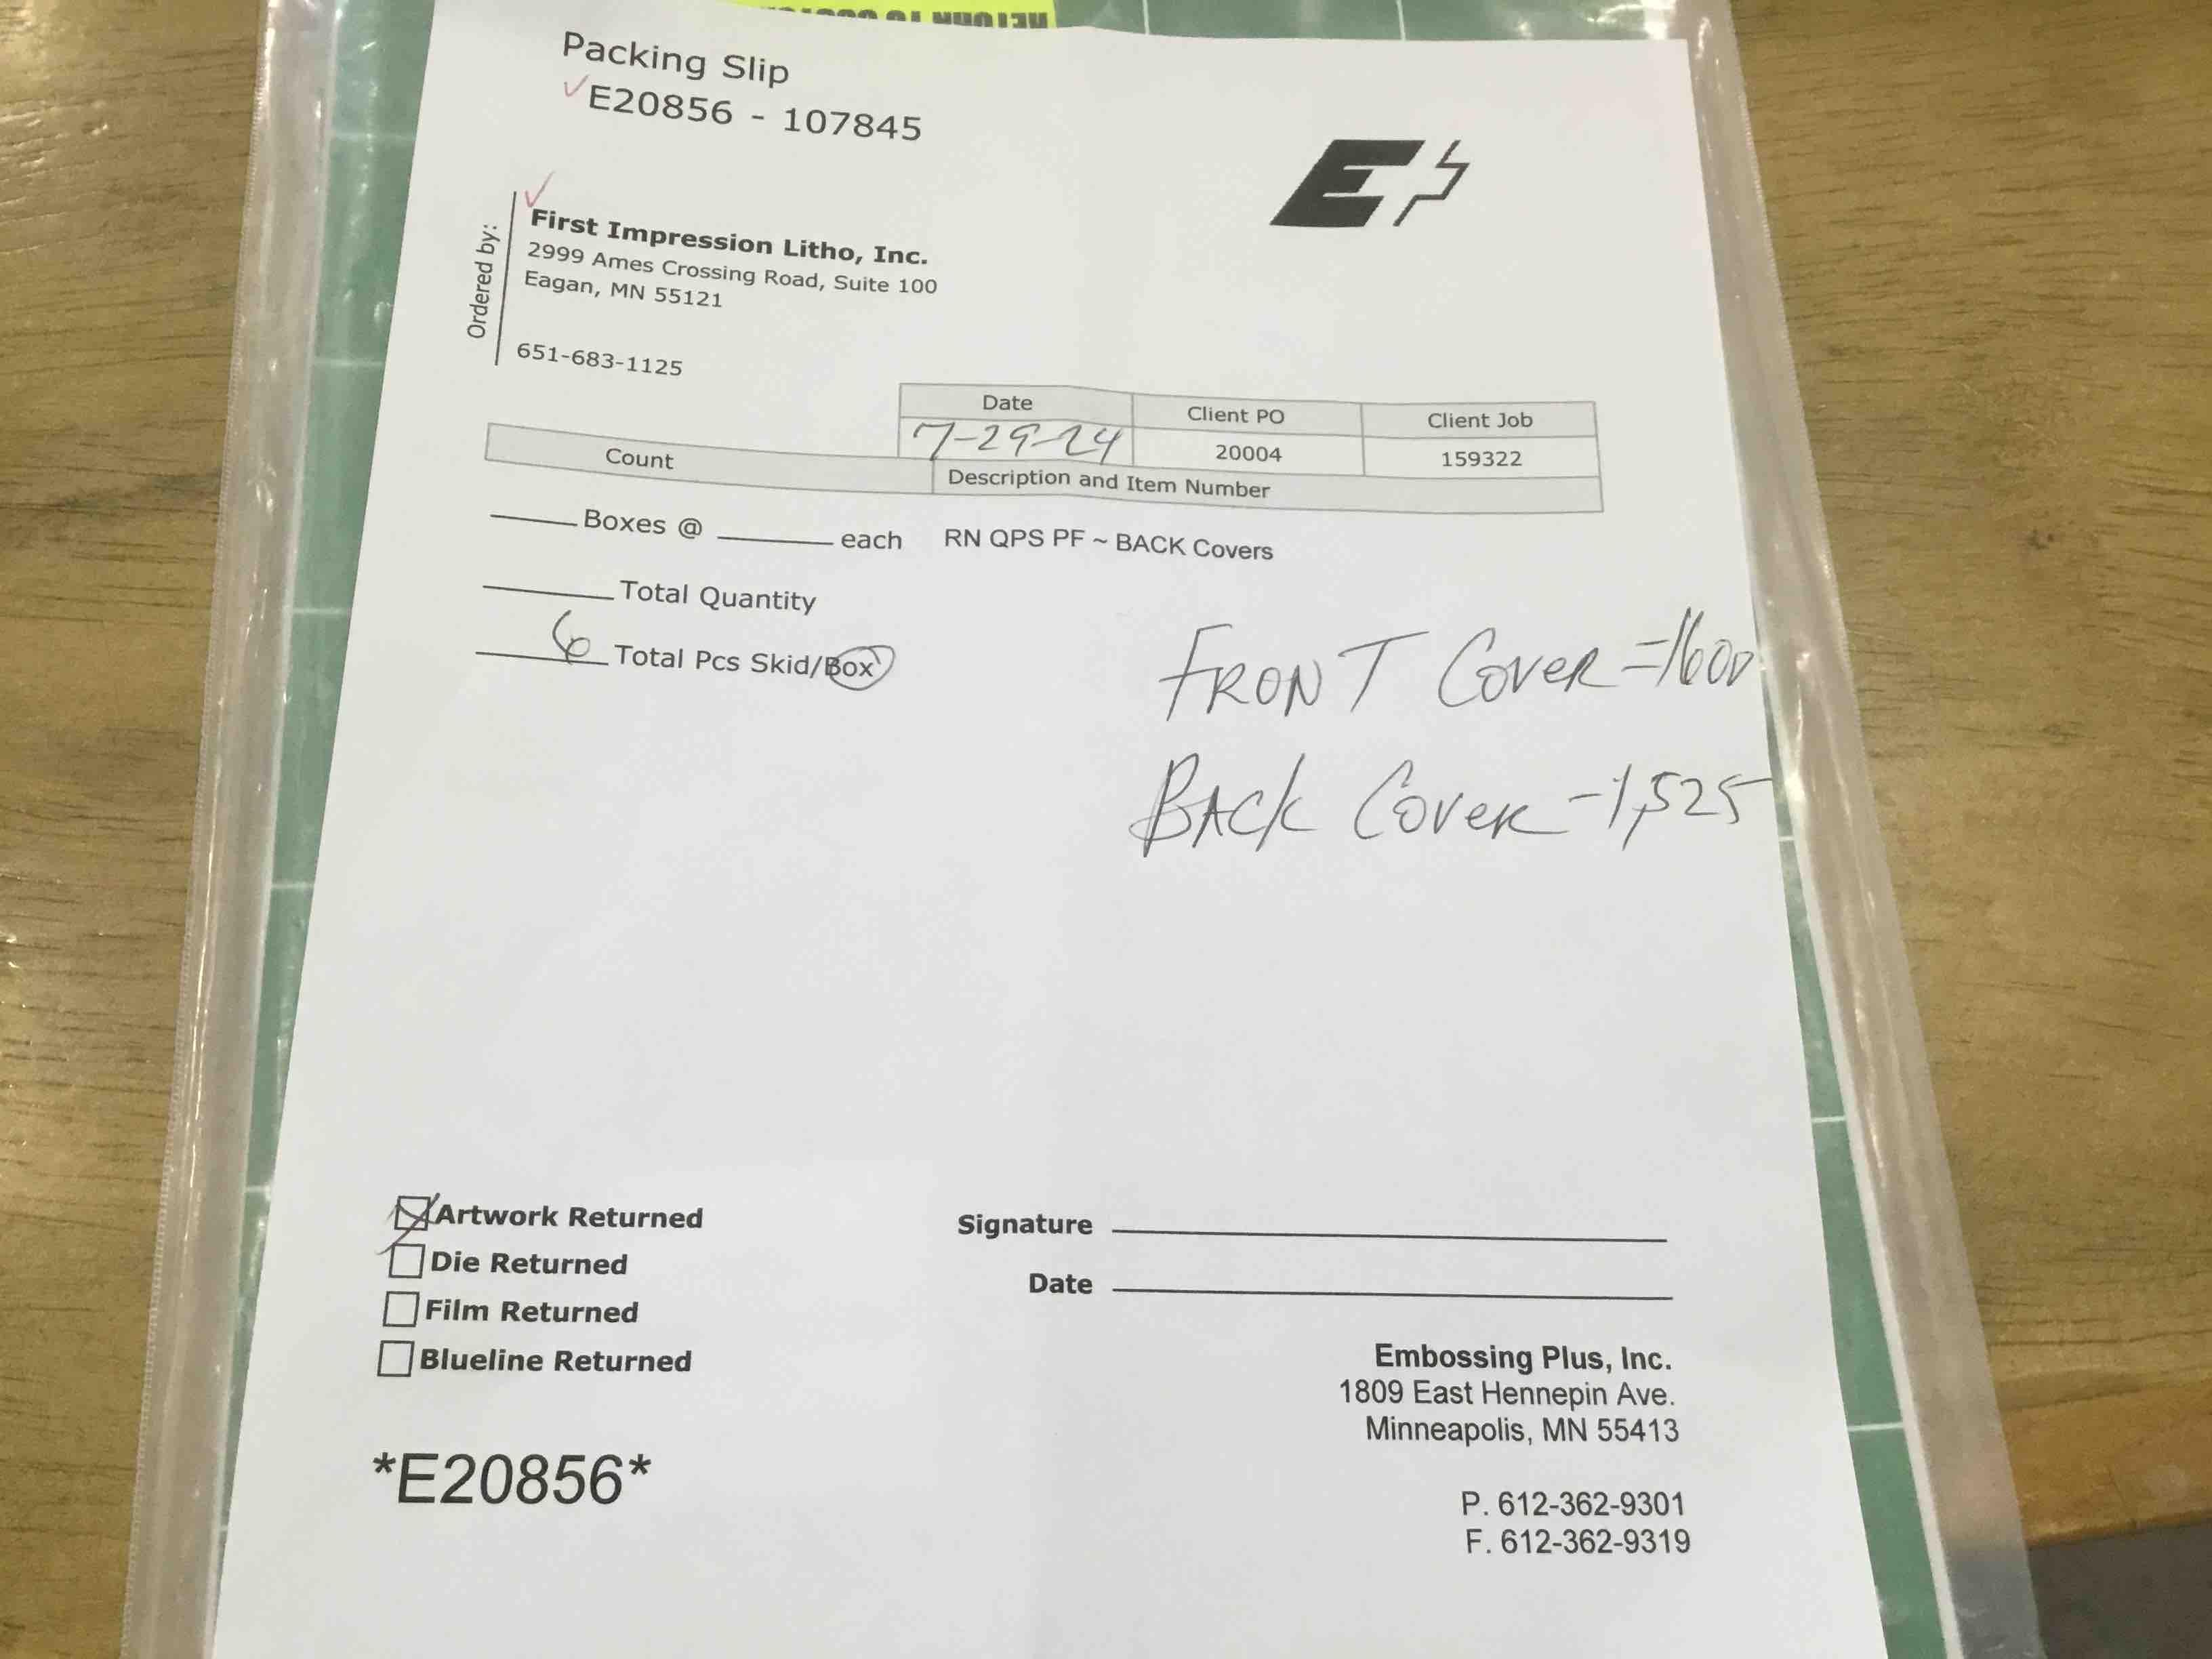 Packing Slip
E20856 - 107845
E+
Ordered by:
First Impression Litho, Inc.
2999 Ames Crossing Road, Suite 100
Eagan, MN 55121
651-683-1125
Date Client PO Client Job
7-29-24 20004 159322
Count Description and Item Number
Boxes @ each RN QPS PF ~ BACK Covers
Total Quantity
6 Total Pcs Skid/Box
FRONT Cover = 1600
BACK Cover - 1,525
Artwork Returned
Die Returned
Film Returned
Blueline Returned
Signature
Date
Embossing Plus, Inc.
1809 East Hennepin Ave.
Minneapolis, MN 55413
*E20856*
P. 612-362-9301
F. 612-362-9319